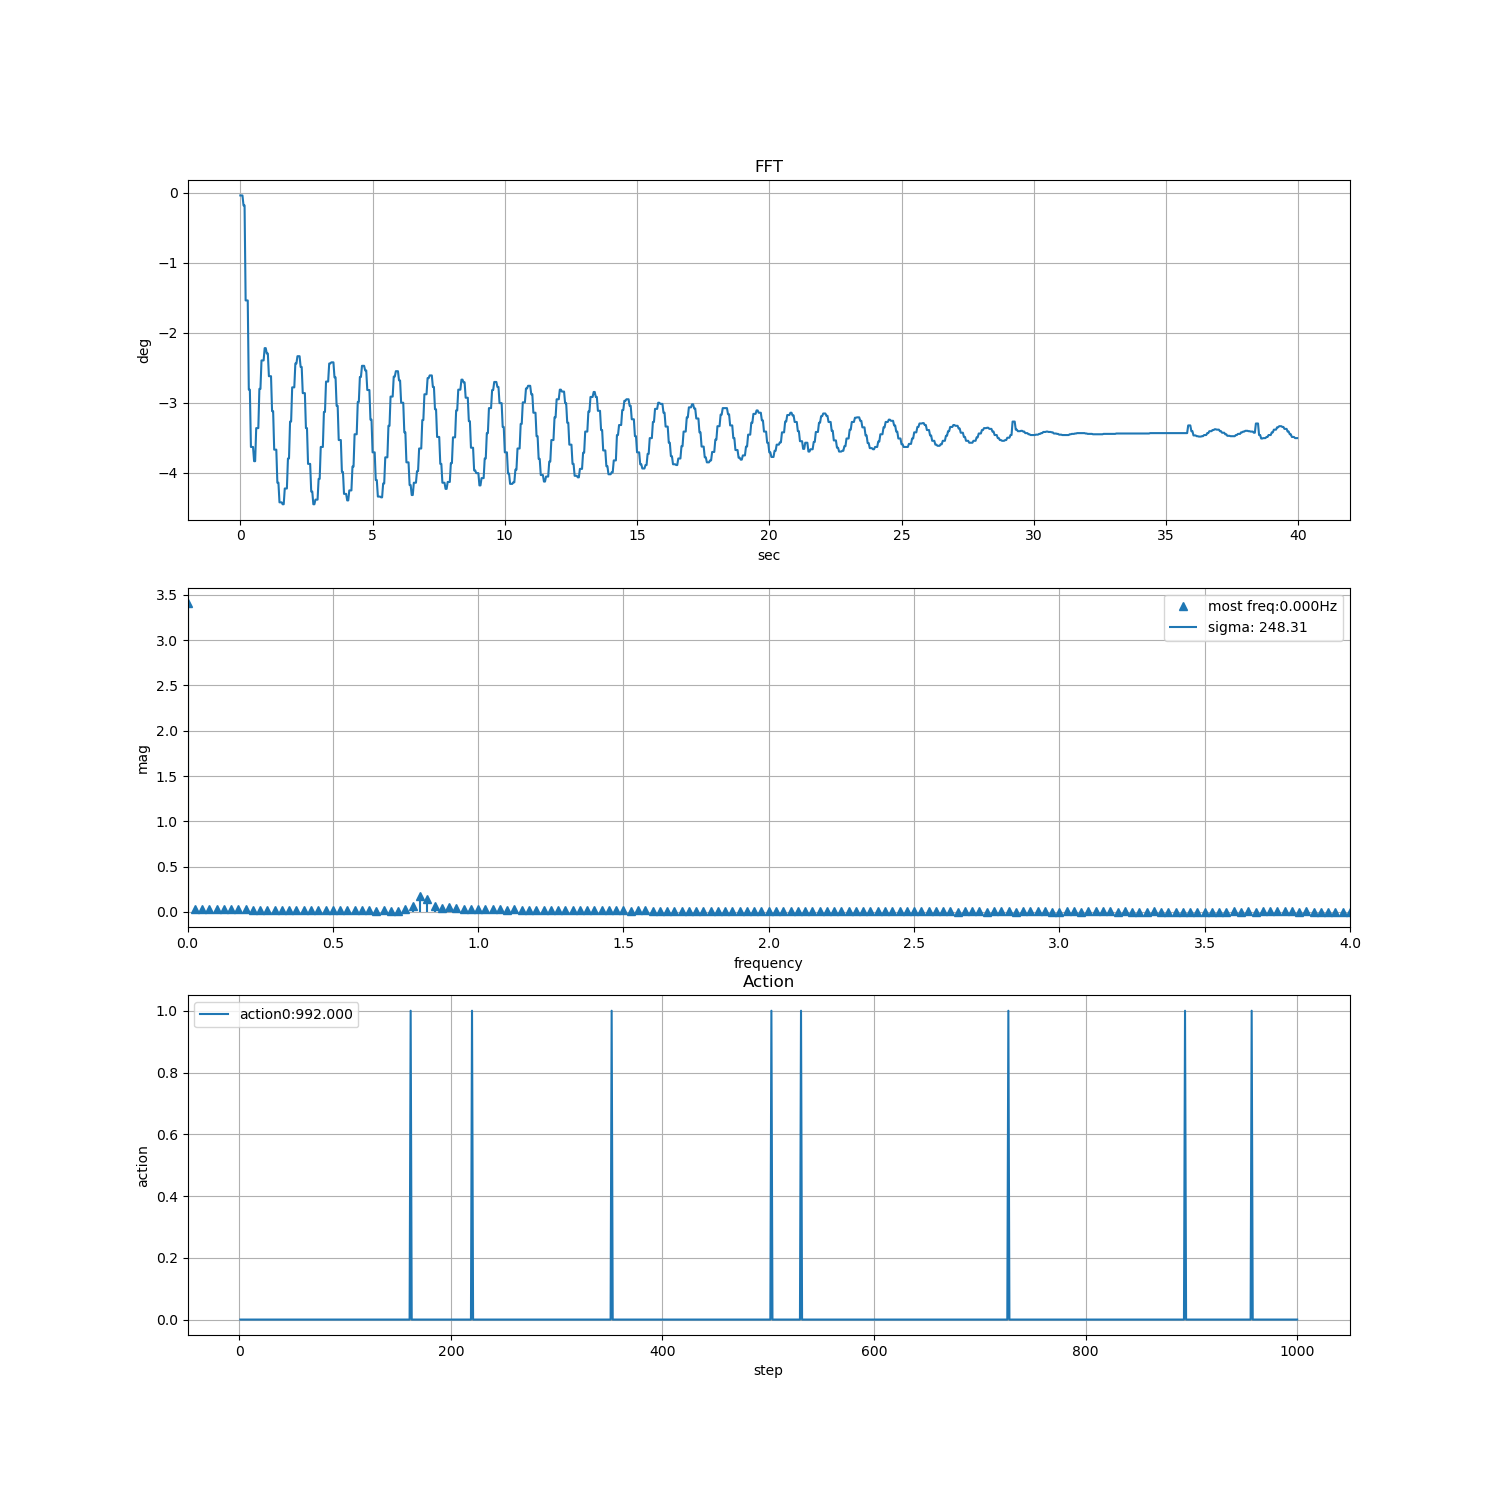 FFT
0
−1
−2
−3
−4
deg
0 5 10 15 20 25 30 35 40
sec
3.5
3.0
2.5
2.0
1.5
1.0
0.5
0.0
mag
most freq:0.000Hz
sigma: 248.31
0.0 0.5 1.0 1.5 2.0 2.5 3.0 3.5 4.0
frequency
Action
1.0
0.8
0.6
0.4
0.2
0.0
action
action0:992.000
0 200 400 600 800 1000
step